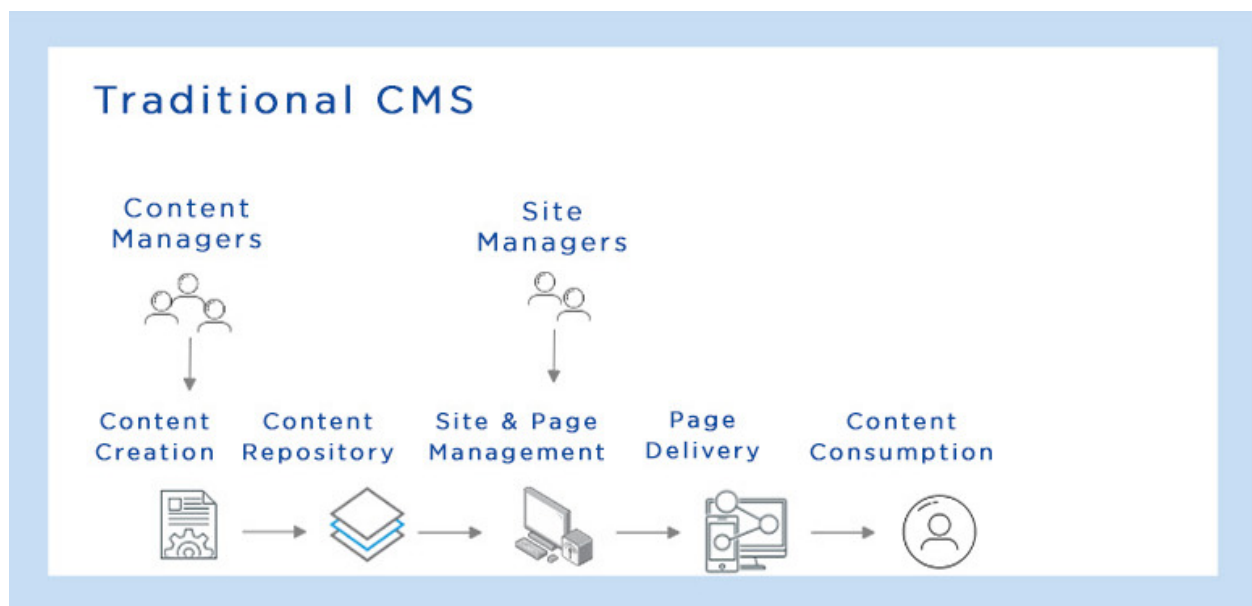 Traditional CMS
Content
Managers
Site
Managers
Content
Creation
Content
Repository
Site & Page
Management
Page
Delivery
Content
Consumption